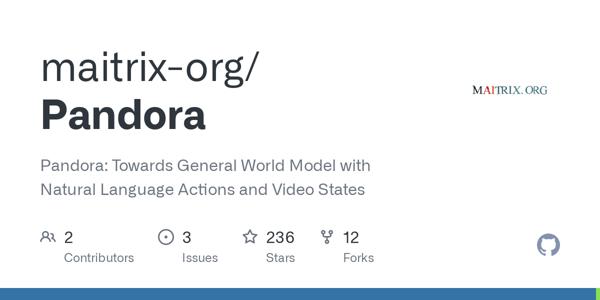 maitrix-org/
Pandora
MAITRIX.ORG
Pandora: Towards General World Model with
Natural Language Actions and Video States
2
Contributors
3
Issues
236
Stars
12
Forks